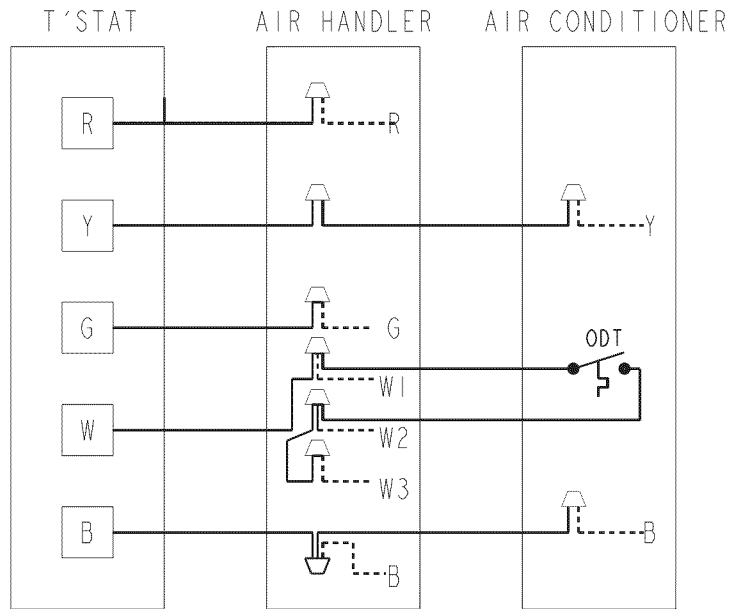 T'STAT AIR HANDLER AIR CONDITIONER
R R
Y Y
G G
ODT
W1
W W2
W3
B B
B